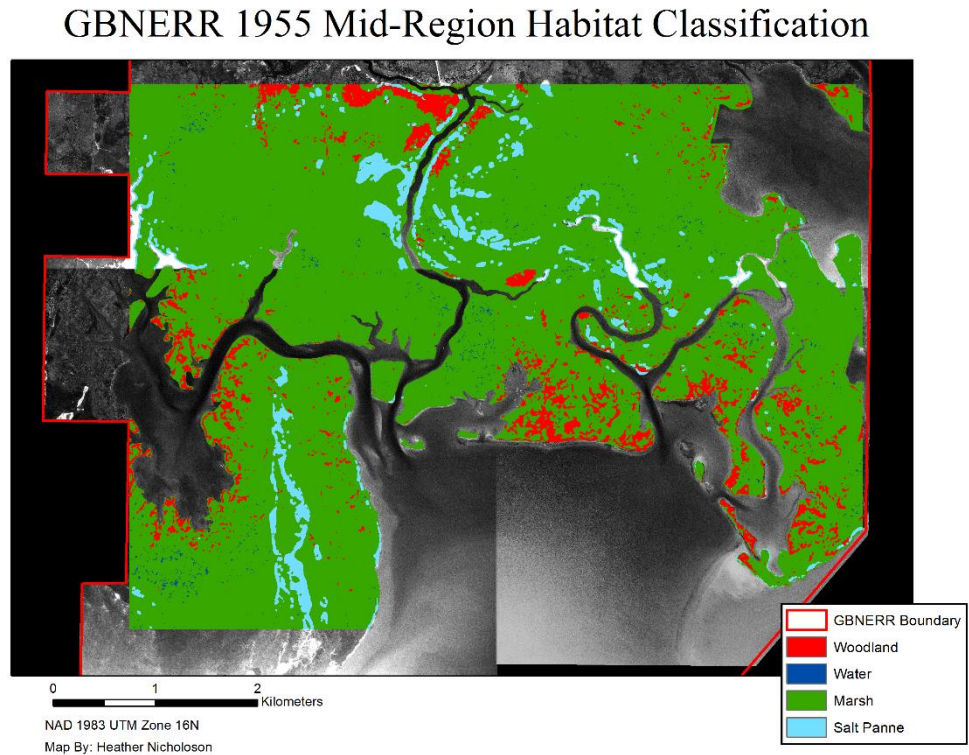 GBNERR 1955 Mid-Region Habitat Classification
GBNERR Boundary
Woodland
Water
Marsh
Salt Panne
0 1 2
Kilometers
NAD 1983 UTM Zone 16N
Map By: Heather Nicholoson